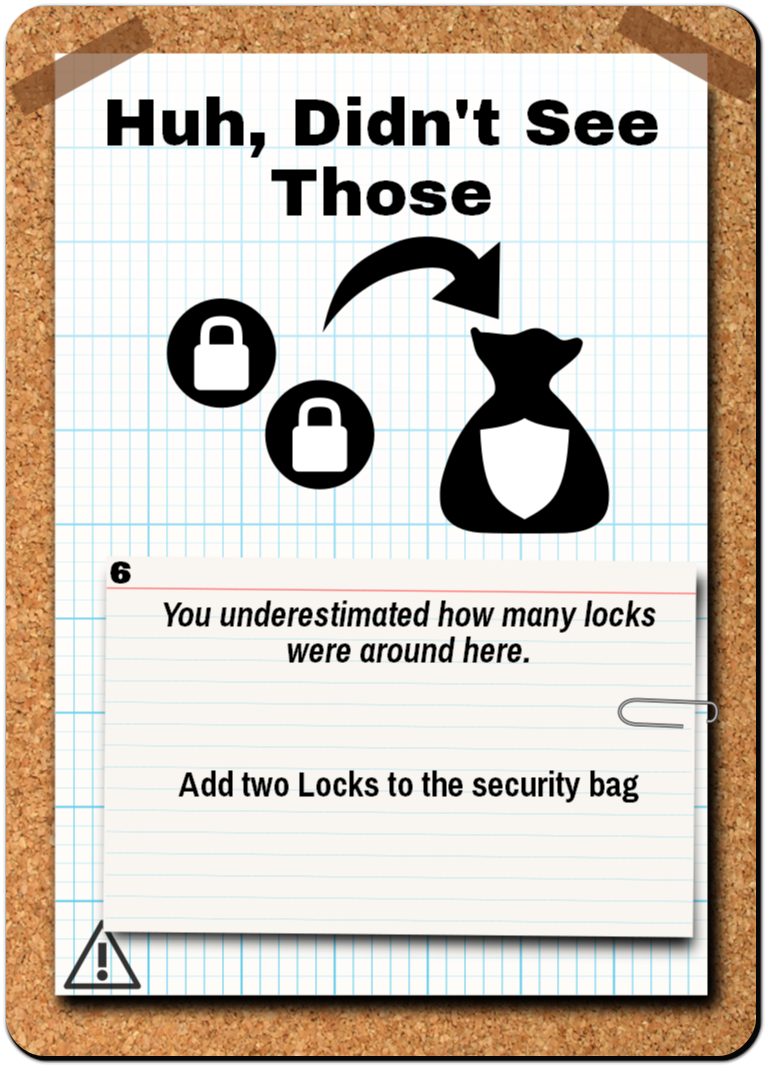 Huh, Didn't See
Those
6
You underestimated how many locks
were around here.
Add two Locks to the security bag